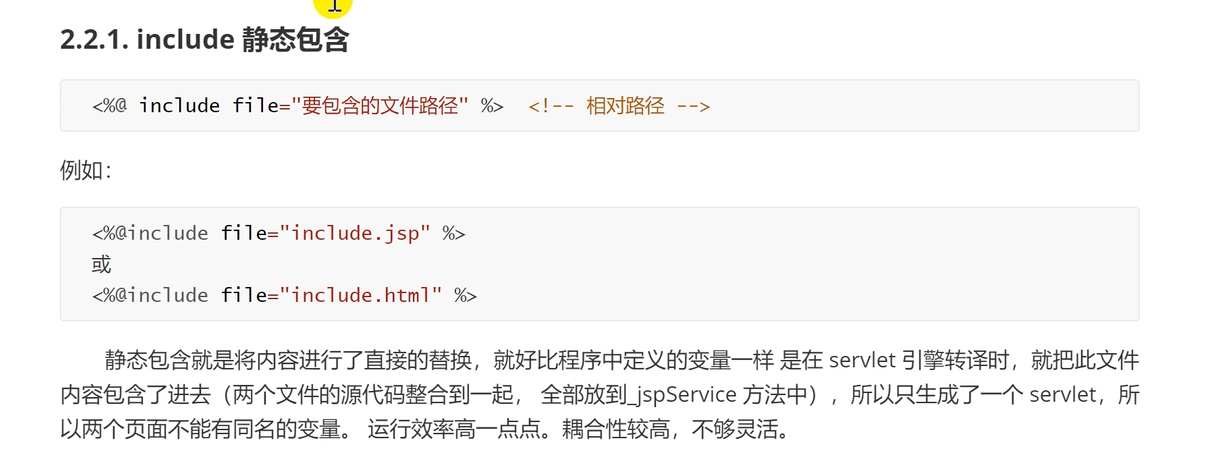 2.2.1. include 静态包含
<%@ include file="要包含的文件路径" %> <!-- 相对路径 -->
例如：
<%@include file="include.jsp" %>
或
<%@include file="include.html" %>
静态包含就是将内容进行了直接的替换，就好比程序中定义的变量一样 是在 servlet 引擎转译时，就把此文件
内容包含了进去（两个文件的源代码整合到一起， 全部放到_jspService 方法中），所以只生成了一个 servlet，所
以两个页面不能有同名的变量。 运行效率高一点点。耦合性较高，不够灵活。